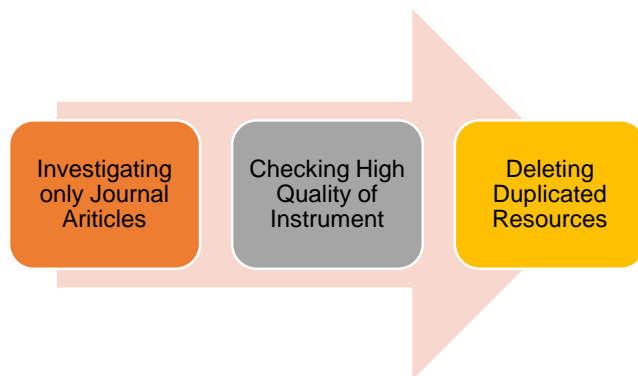 Investigating
only Journal
Ariticles
Checking High
Quality of
Instrument
Deleting
Duplicated
Resources